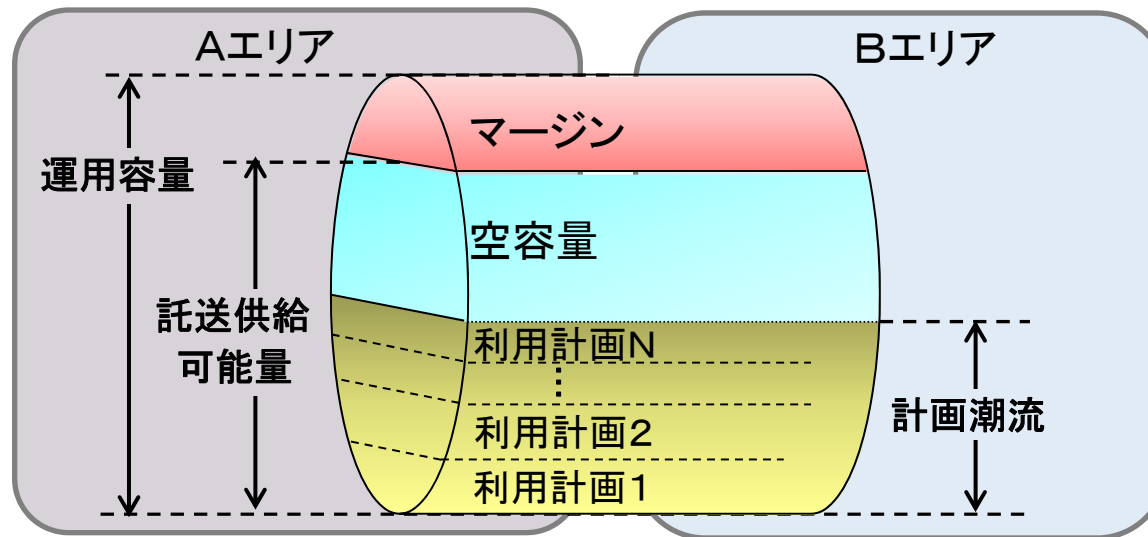 Aエリア
Bエリア
マージン
運用容量
空容量
託送供給
可能量
利用計画N
⋮
利用計画2
利用計画1
計画潮流